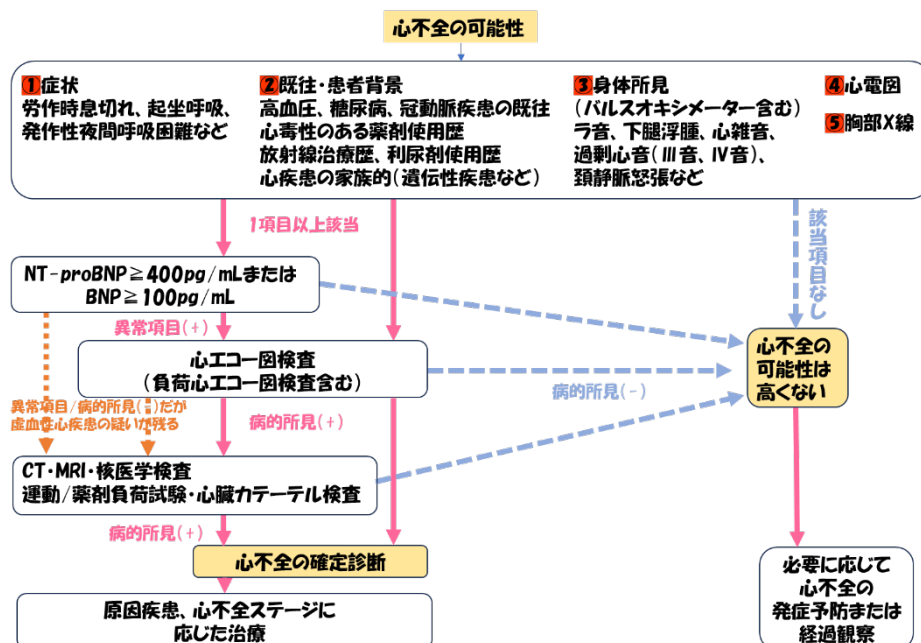 心不全の可能性
①症状
労作時息切れ、起坐呼吸、
発作性夜間呼吸困難など
②既往・患者背景
高血圧、糖尿病、冠動脈疾患の既往
心毒性のある薬剤使用歴
放射線治療歴、利尿剤使用歴
心疾患の家族的(遺伝性疾患など)
③身体所見
(パルスオキシメーター含む)
ラ音、下腿浮腫、心雑音、
過剰心音(Ⅲ音、Ⅳ音)、
頚静脈怒張など
④心電図
⑤胸部X線
1項目以上該当
該当項目なし
NT-proBNP≧400pg/mLまたは
BNP≧100pg/mL
異常項目(+)
心エコー図検査
(負荷心エコー図検査含む)
病的所見(-)
心不全の
可能性は
高くない
異常項目/病的所見( )だが
虚血性心疾患の疑いが残る
病的所見(+)
CT・MRI・核医学検査
運動/薬剤負荷試験・心臓カテーテル検査
病的所見(+)
心不全の確定診断
原因疾患、心不全ステージに
応じた治療
必要に応じて
心不全の
発症予防または
経過観察